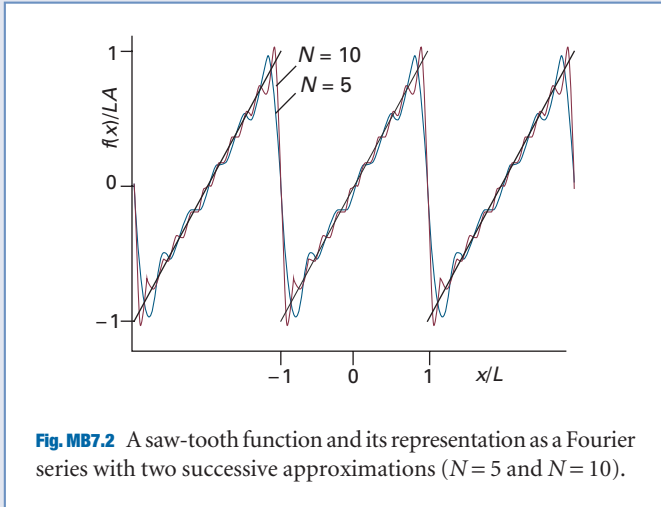 1
N = 10
N = 5
f(x)/LA
0
−1
−1 0 1 x/L
Fig. MB7.2 A saw-tooth function and its representation as a Fourier
series with two successive approximations (N = 5 and N = 10).